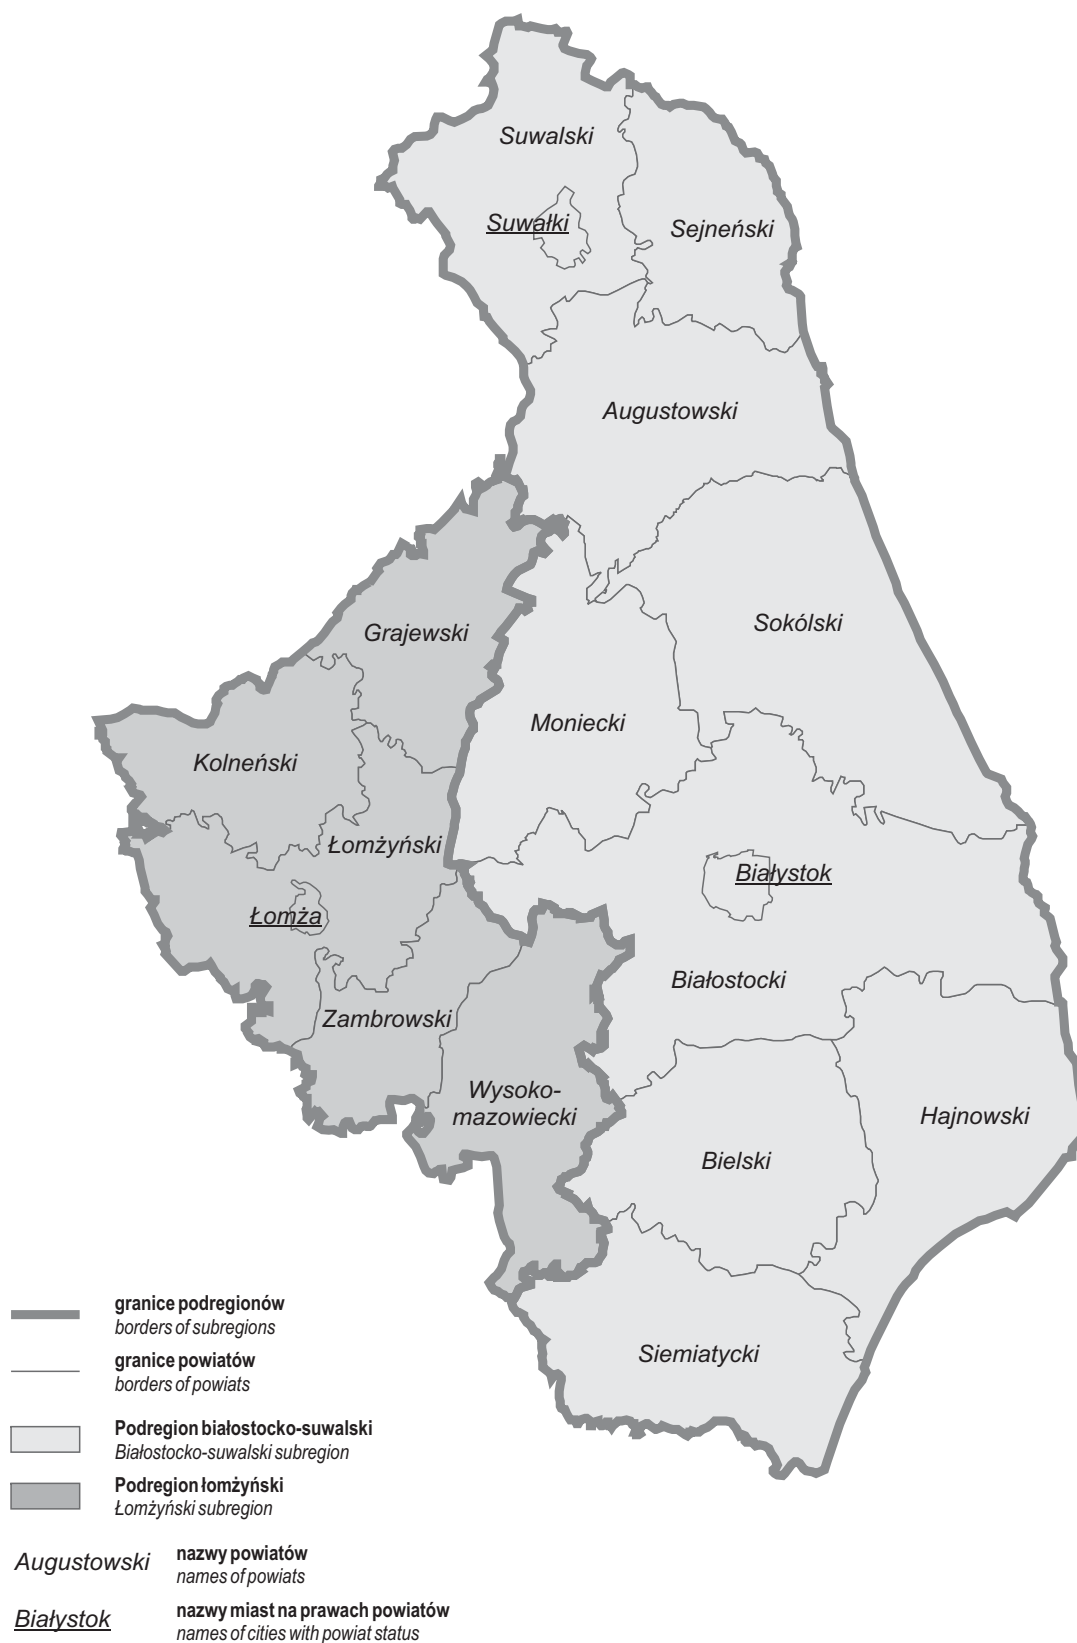 Suwalski
Suwałki
Sejneński
Augustowski
Grajewski
Sokólski
Moniecki
Kolneński
Łomżyński
Białystok
Łomża
Białostocki
Zambrowski
Wysoko-
mazowiecki
Hajnowski
Bielski
Siemiatycki
granice podregionów
borders of subregions
granice powiatów
borders of powiats
Podregion białostocko-suwalski
Białostocko-suwalski subregion
Podregion łomżyński
Łomżyński subregion
Augustowski nazwy powiatów
names of powiats
Białystok nazwy miast na prawach powiatów
names of cities with powiat status